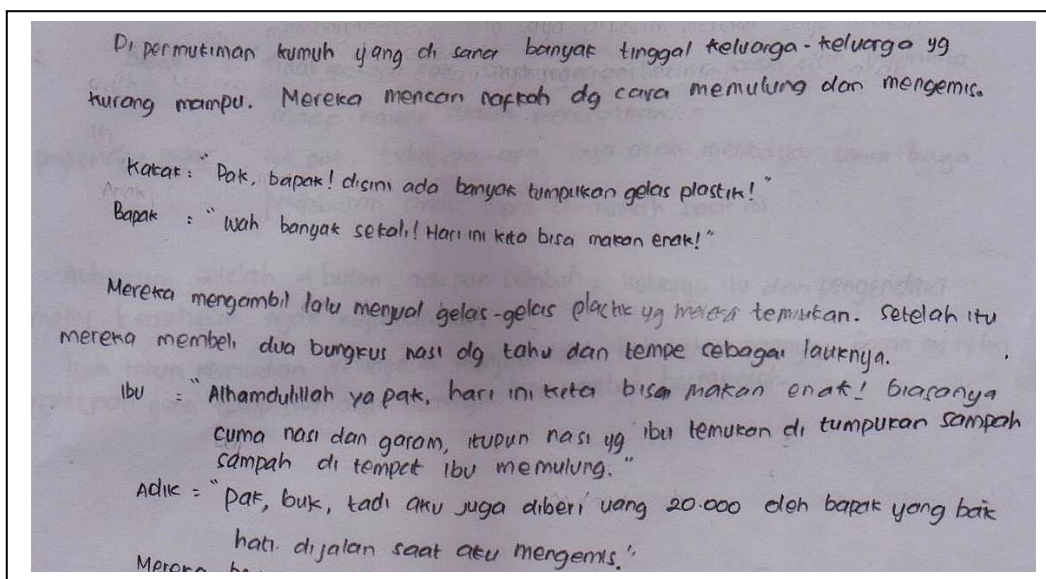 Di permukiman kumuh yang di sana banyak tinggal keluarga-keluarga yg
kurang mampu. Mereka mencari nafkah dg cara memulung dan mengemis.
Kakak : "Pak, bapak! disini ada banyak tumpukan gelas plastik!"
Bapak : "Wah banyak sekali! Hari ini kita bisa makan enak!"
Mereka mengambil lalu menjual gelas-gelas plastik yg mereka temukan. Setelah itu
mereka membeli dua bungkus nasi dg tahu dan tempe sebagai lauknya.
Ibu : "Alhamdulillah ya pak, hari ini kita bisa makan enak! biasanya
cuma nasi dan garam, itupun nasi yg ibu temukan di tumpukan sampah
sampah di tempat ibu memulung."
Adik : "pak, buk, tadi aku juga diberi uang 20.000 oleh bapak yang baik
hati. dijalan saat aku mengemis."
Mereka